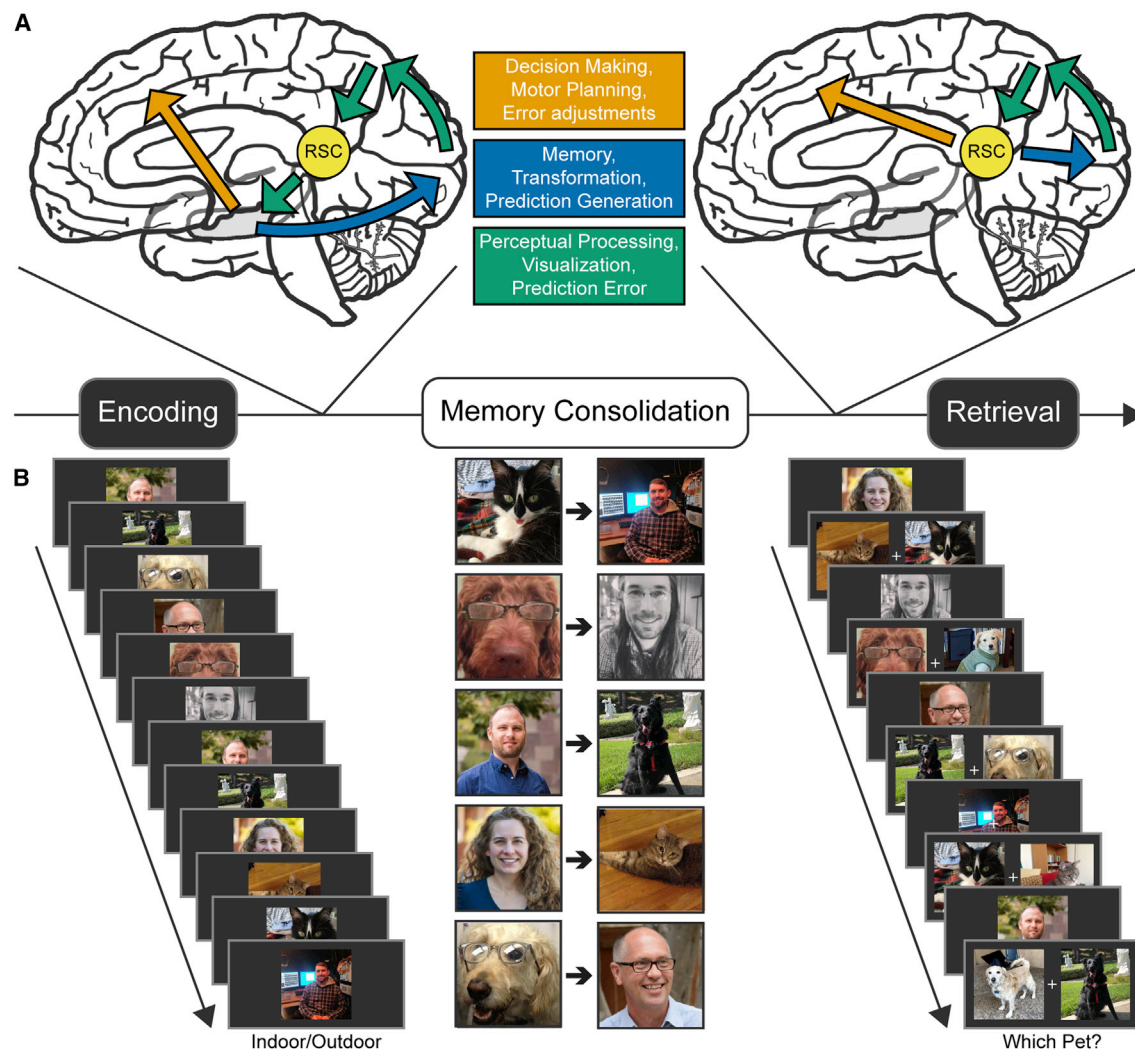 A
Decision Making,
Motor Planning,
Error adjustments
RSC
Memory,
Transformation,
Prediction Generation
RSC
Perceptual Processing,
Visualization,
Prediction Error
Encoding
Memory Consolidation
Retrieval
B
+
+
+
+
+
Indoor/Outdoor
Which Pet?